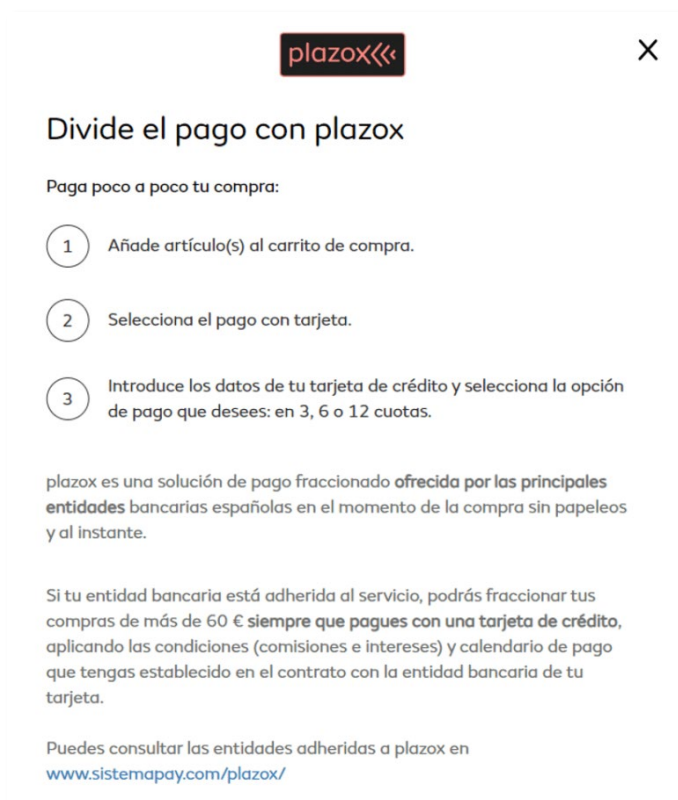 plazox
Divide el pago con plazox
Paga poco a poco tu compra:
1
Añade artículo(s) al carrito de compra.
2
Selecciona el pago con tarjeta.
3
Introduce los datos de tu tarjeta de crédito y selecciona la opción
de pago que desees: en 3, 6 o 12 cuotas.
plazox es una solución de pago fraccionado ofrecida por las principales
entidades bancarias españolas en el momento de la compra sin papeleos
y al instante.
Si tu entidad bancaria está adherida al servicio, podrás fraccionar tus
compras de más de 60 € siempre que pagues con una tarjeta de crédito,
aplicando las condiciones (comisiones e intereses) y calendario de pago
que tengas establecido en el contrato con la entidad bancaria de tu
tarjeta.
Puedes consultar las entidades adheridas a plazox en
www.sistemapay.com/plazox/